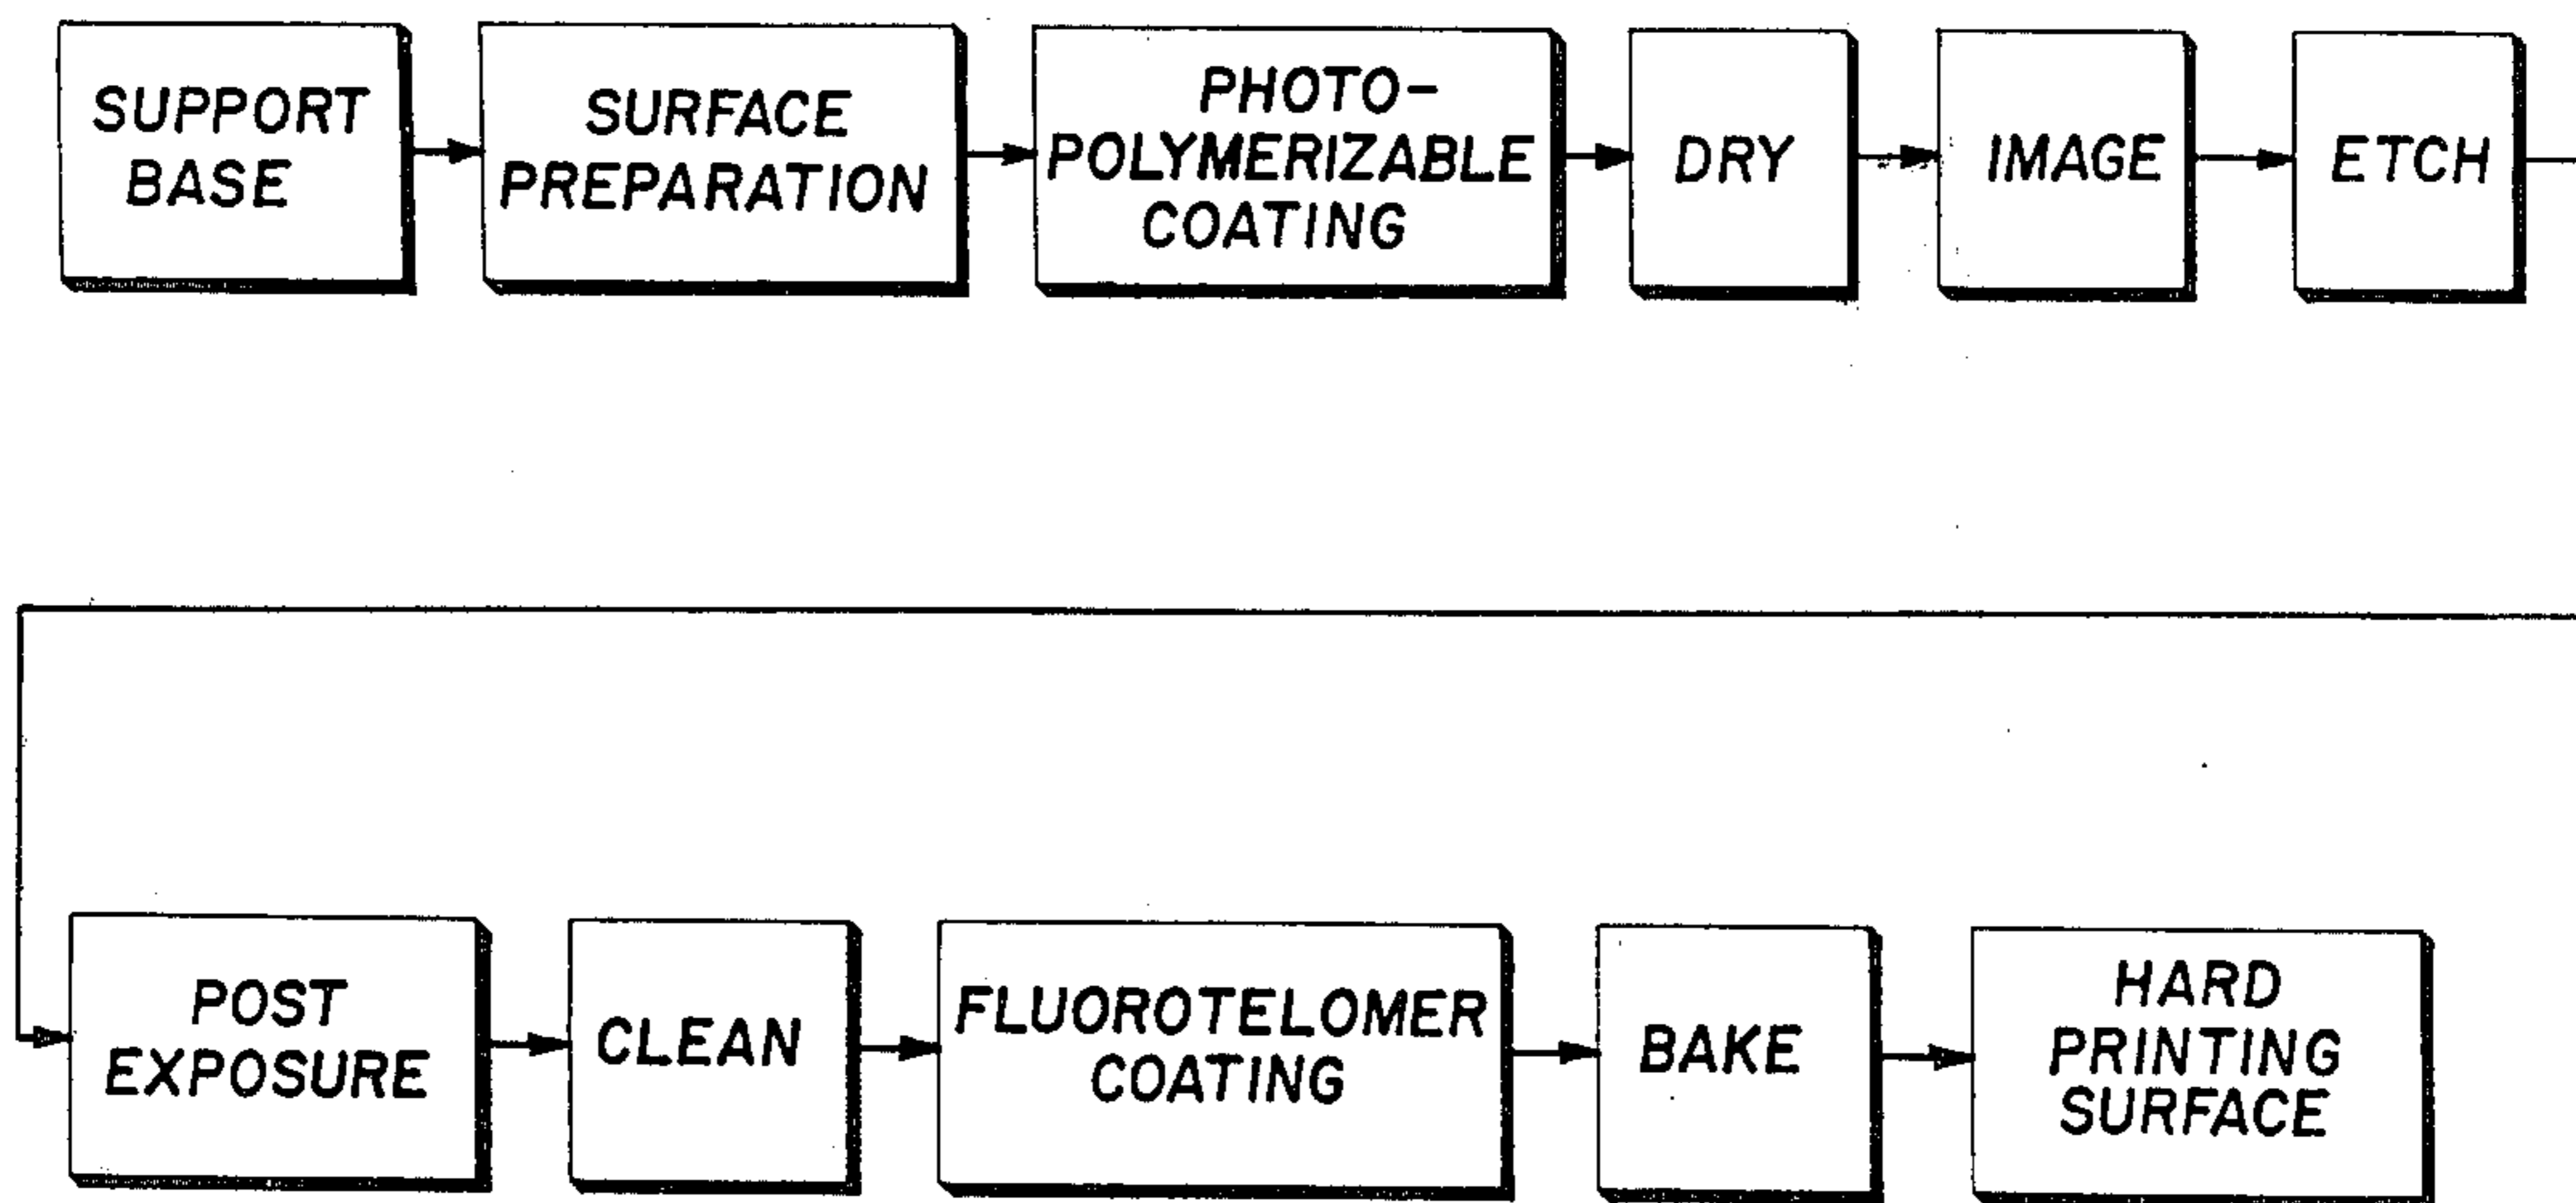 SUPPORT
BASE
SURFACE
PREPARATION
PHOTO-
POLYMERIZABLE
COATING
DRY
IMAGE
ETCH
POST
EXPOSURE
CLEAN
FLUOROTELOMER
COATING
BAKE
HARD
PRINTING
SURFACE